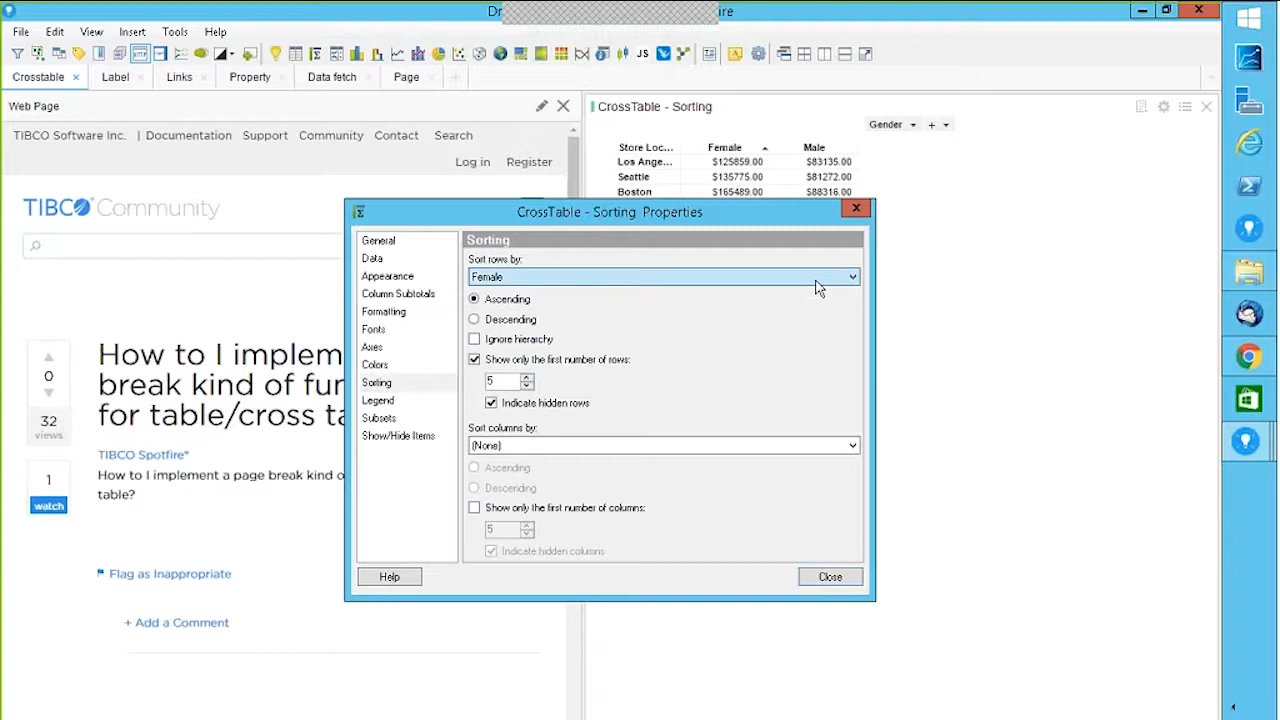 Dr ire
File Edit View Insert Tools Help
JS
Crosstable Label Links Property Data fetch Page
Web Page
TIBCO Software Inc. | Documentation Support Community Contact Search
Log in Register
TIBCO Community
0
32
views
1
watch
How to I implem
break kind of fun
for table/cross ta
TIBCO Spotfire*
How to I implement a page break kind o
table?
Flag as Inappropriate
+ Add a Comment
CrossTable - Sorting
Gender +
Store Loc... Female Male
Los Ange... $125859.00 $83135.00
Seattle $135775.00 $81272.00
Boston $165489.00 $88316.00
CrossTable - Sorting Properties
General
Data
Appearance
Column Subtotals
Formatting
Fonts
Axes
Colors
Sorting
Legend
Subsets
Show/Hide Items
Sorting
Sort rows by:
Female
Ascending
Descending
Ignore hierarchy
Show only the first number of rows:
5
Indicate hidden rows
Sort columns by:
(None)
Ascending
Descending
Show only the first number of columns:
5
Indicate hidden columns
Help Close